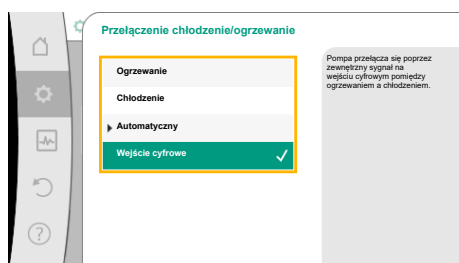 Przełączenie chłodzenie/ogrzewanie
Ogrzewanie
Chłodzenie
Automatyczny
Wejście cyfrowe
Pompa przełącza się poprzez
zewnętrzny sygnał na
wejściu cyfrowym pomiędzy
ogrzewaniem a chłodzeniem.